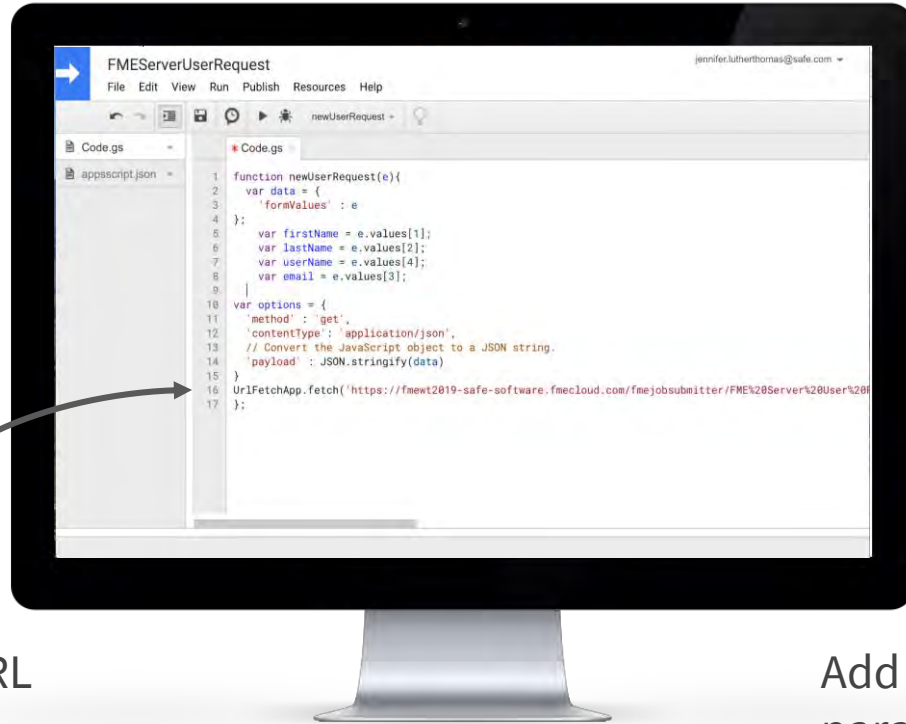 FMEServerUserRequest
jennifer.lutherthomas@safe.com
File Edit View Run Publish Resources Help
newUserRequest
Code.gs
* Code.gs
appsscript.json
1 function newUserRequest(e){
2 var data = {
3 'formValues' : e
4 };
5 var firstName = e.values[1];
6 var lastName = e.values[2];
7 var userName = e.values[4];
8 var email = e.values[3];
9
10 var options = {
11 'method' : 'get',
12 'contentType': 'application/json',
13 // Convert the JavaScript object to a JSON string.
14 'payload' : JSON.stringify(data)
15 }
16 UrlFetchApp.fetch('https://fmewt2019-safe-software.fmecloud.com/fmejobsubmitter/FME%20Server%20User%20
17 };
RL
Add